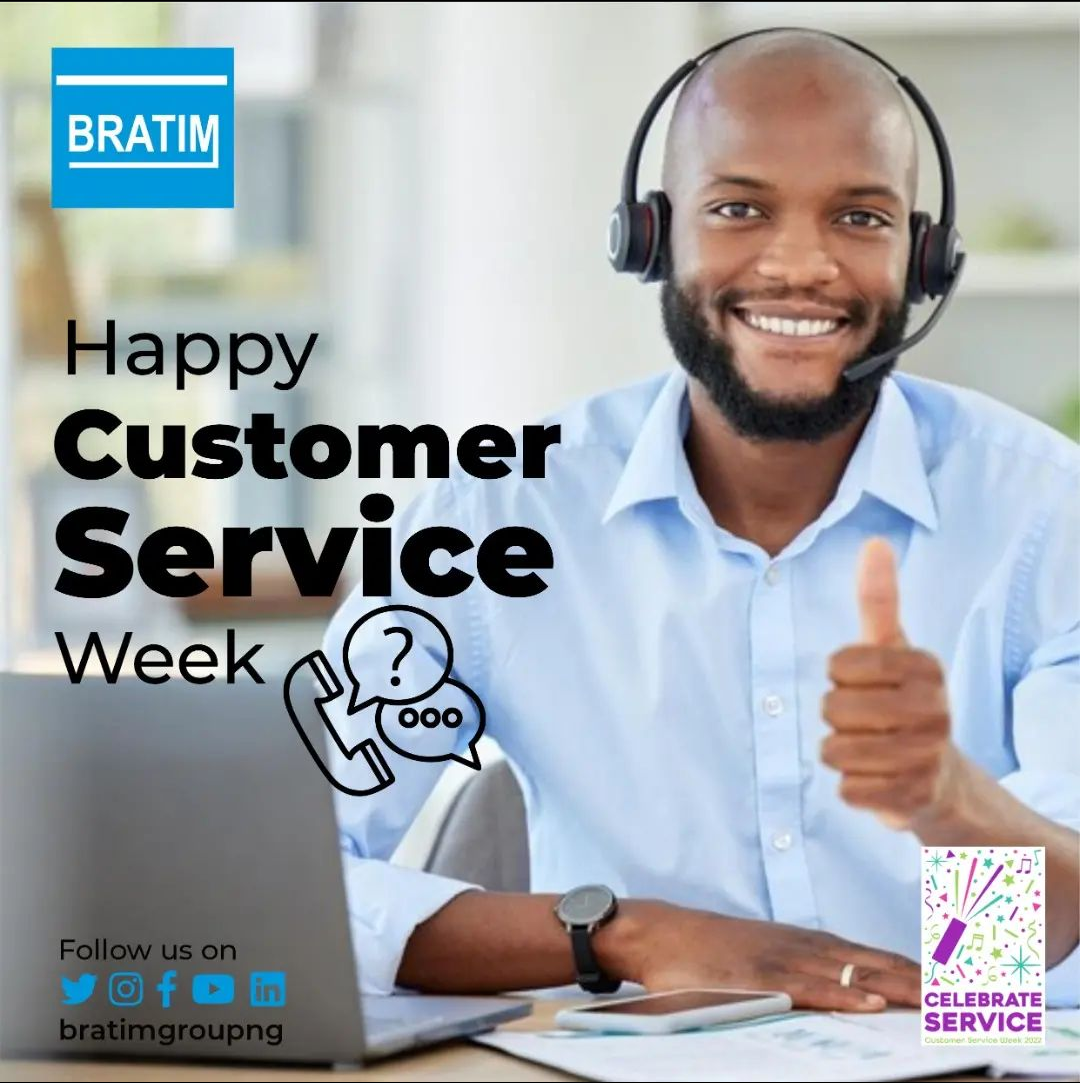 BRATIM
Happy
Customer
Service
Week
?
Follow us on
bratimgroupng
CELEBRATE
SERVICE
Customer Service Week 2022